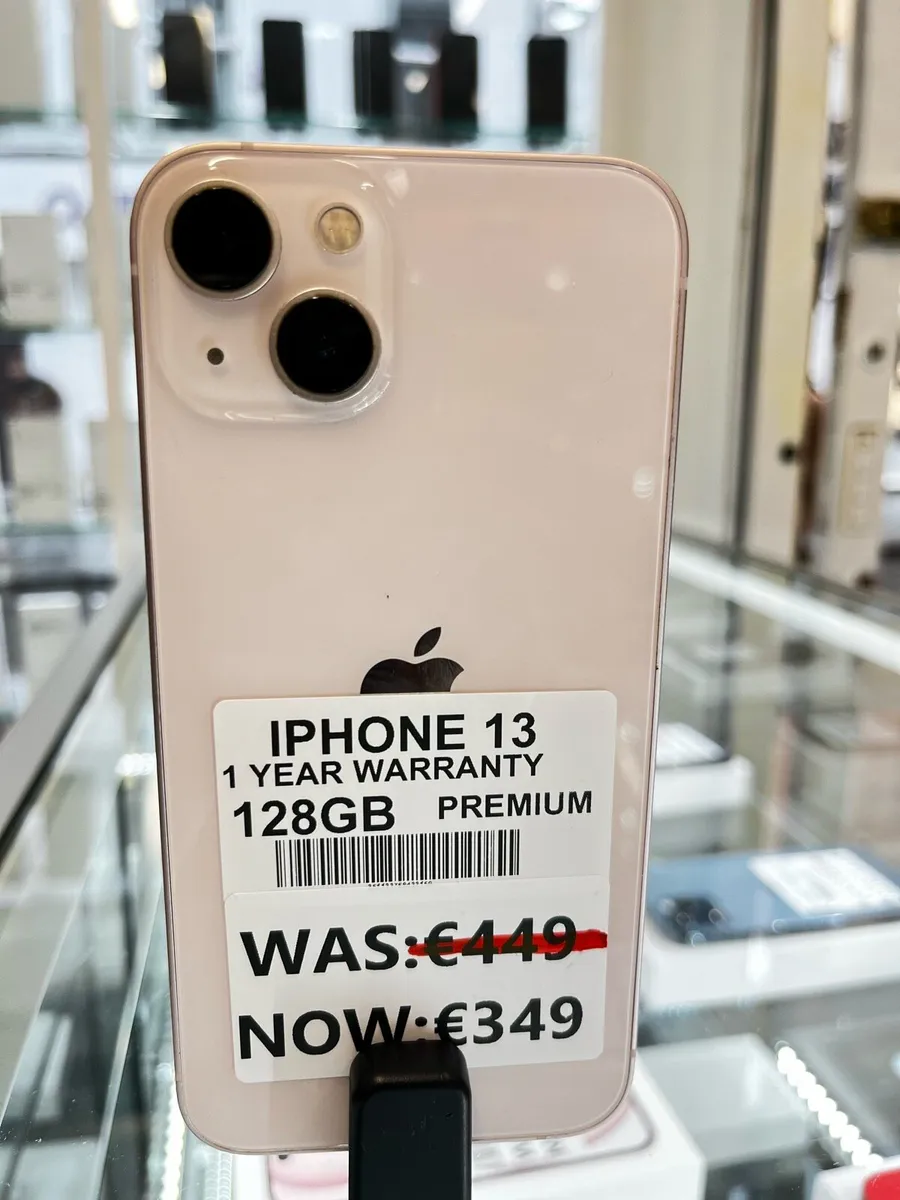 IPHONE 13
1 YEAR WARRANTY
128GB PREMIUM
WAS:€449
NOW:€349